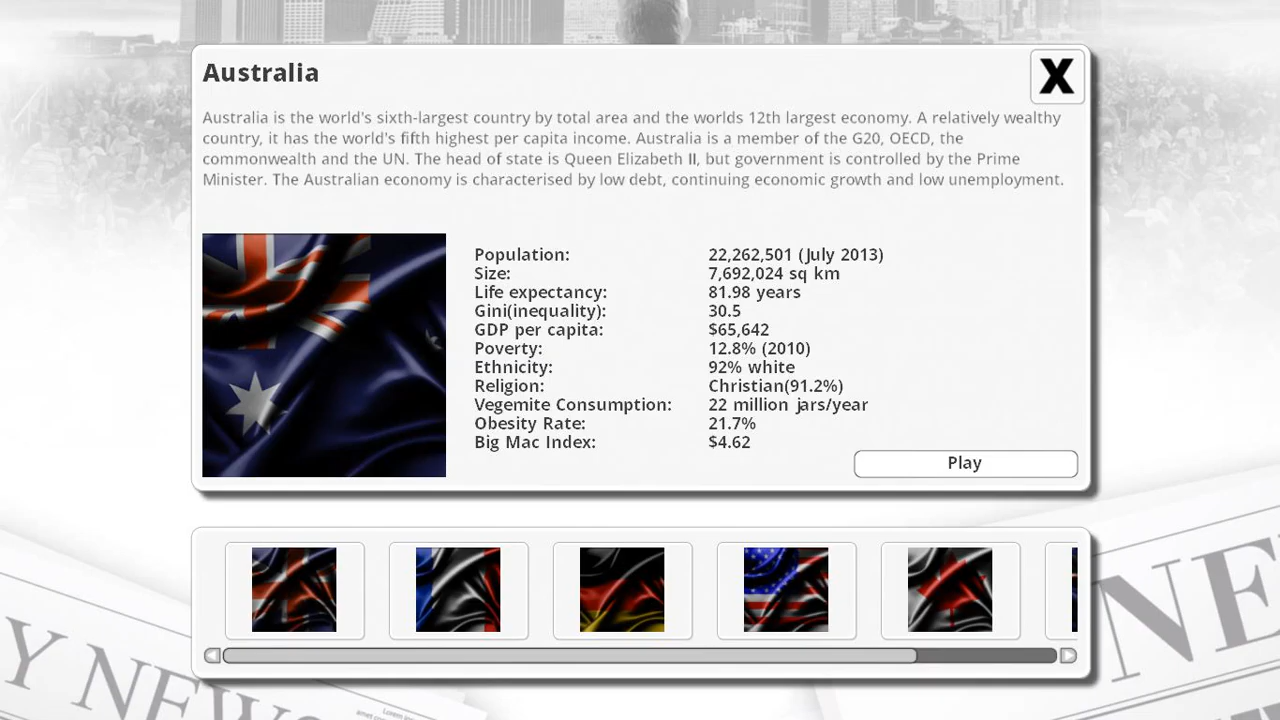 Australia
X
Australia is the world's sixth-largest country by total area and the worlds 12th largest economy. A relatively wealthy
country, it has the world's fifth highest per capita income. Australia is a member of the G20, OECD, the
commonwealth and the UN. The head of state is Queen Elizabeth II, but government is controlled by the Prime
Minister. The Australian economy is characterised by low debt, continuing economic growth and low unemployment.
Population: 22,262,501 (July 2013)
Size: 7,692,024 sq km
Life expectancy: 81.98 years
Gini(inequality): 30.5
GDP per capita: $65,642
Poverty: 12.8% (2010)
Ethnicity: 92% white
Religion: Christian(91.2%)
Vegemite Consumption: 22 million jars/year
Obesity Rate: 21.7%
Big Mac Index: $4.62
Play
Y NEWS
NE